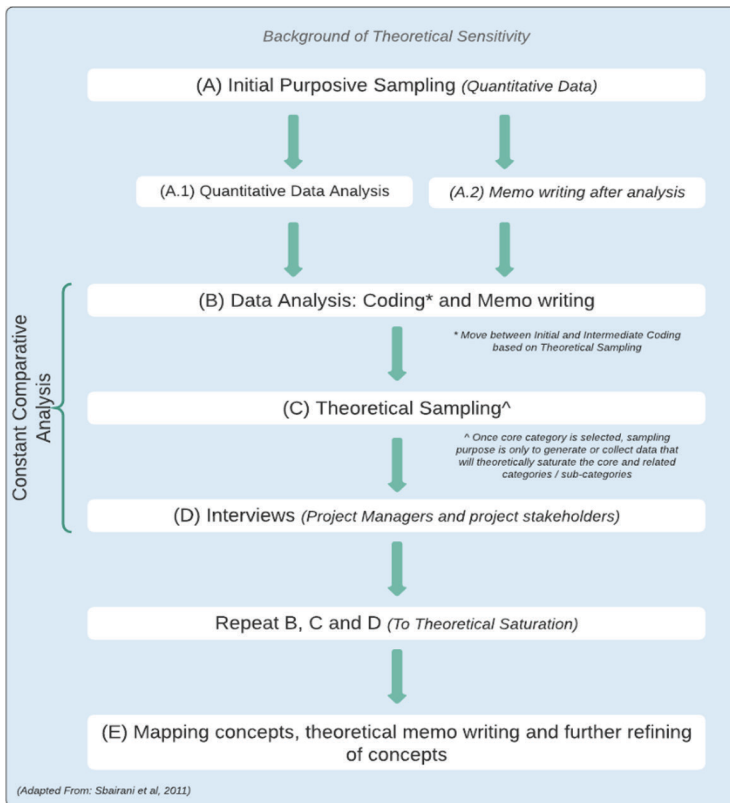 Background of Theoretical Sensitivity
(A) Initial Purposive Sampling (Quantitative Data)
(A.1) Quantitative Data Analysis
(A.2) Memo writing after analysis
Constant Comparative
Analysis
(B) Data Analysis: Coding* and Memo writing
* Move between Initial and Intermediate Coding
based on Theoretical Sampling
(C) Theoretical Sampling^
^ Once core category is selected, sampling
purpose is only to generate or collect data that
will theoretically saturate the core and related
categories / sub-categories
(D) Interviews (Project Managers and project stakeholders)
Repeat B, C and D (To Theoretical Saturation)
(E) Mapping concepts, theoretical memo writing and further refining
of concepts
(Adapted From: Sbairani et al, 2011)